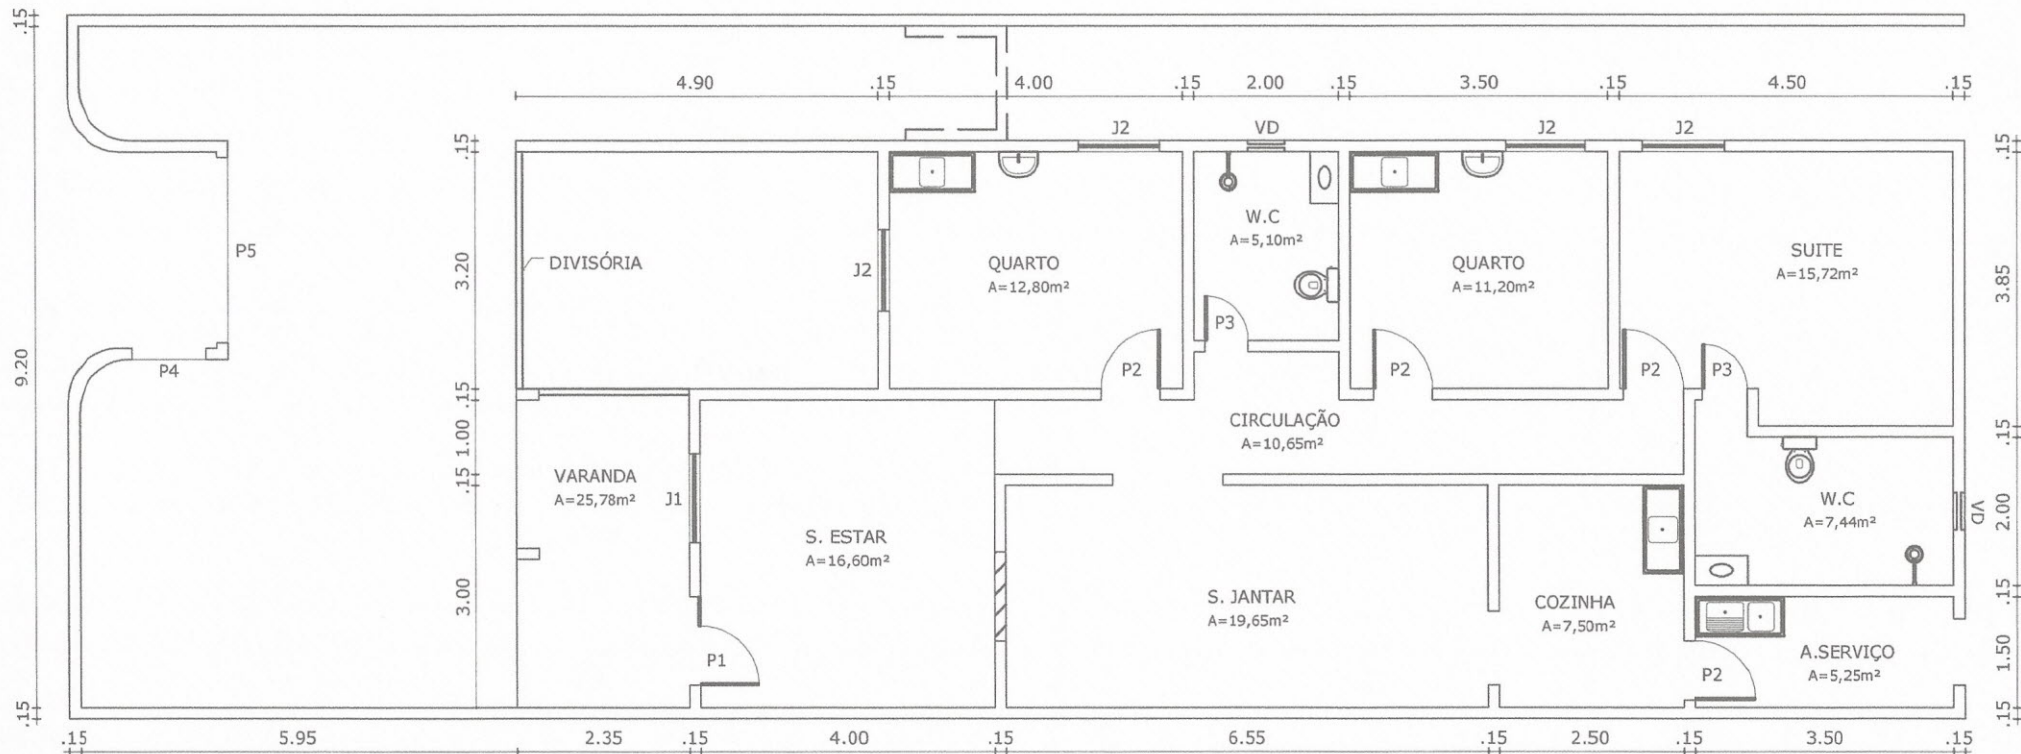 .15
4.90
.15
4.00
.15
2.00
.15
3.50
.15
4.50
.15
J2
VD
J2
J2
.15
.15
P5
DIVISÓRIA
3.20
J2
QUARTO
A=12,80m²
W.C
A=5,10m²
QUARTO
A=11,20m²
SUITE
A=15,72m²
3.85
P3
P4
P2
P2
P2
P3
9.20
.15
1.00
.15
CIRCULAÇÃO
A=10,65m²
.15
VARANDA
A=25,78m²
J1
S. ESTAR
A=16,60m²
W.C
A=7,44m²
VD
2.00
3.00
S. JANTAR
A=19,65m²
COZINHA
A=7,50m²
.15
A.SERVIÇO
A=5,25m²
1.50
P1
P2
.15
.15
.15
5.95
2.35
.15
4.00
.15
6.55
.15
2.50
.15
3.50
.15